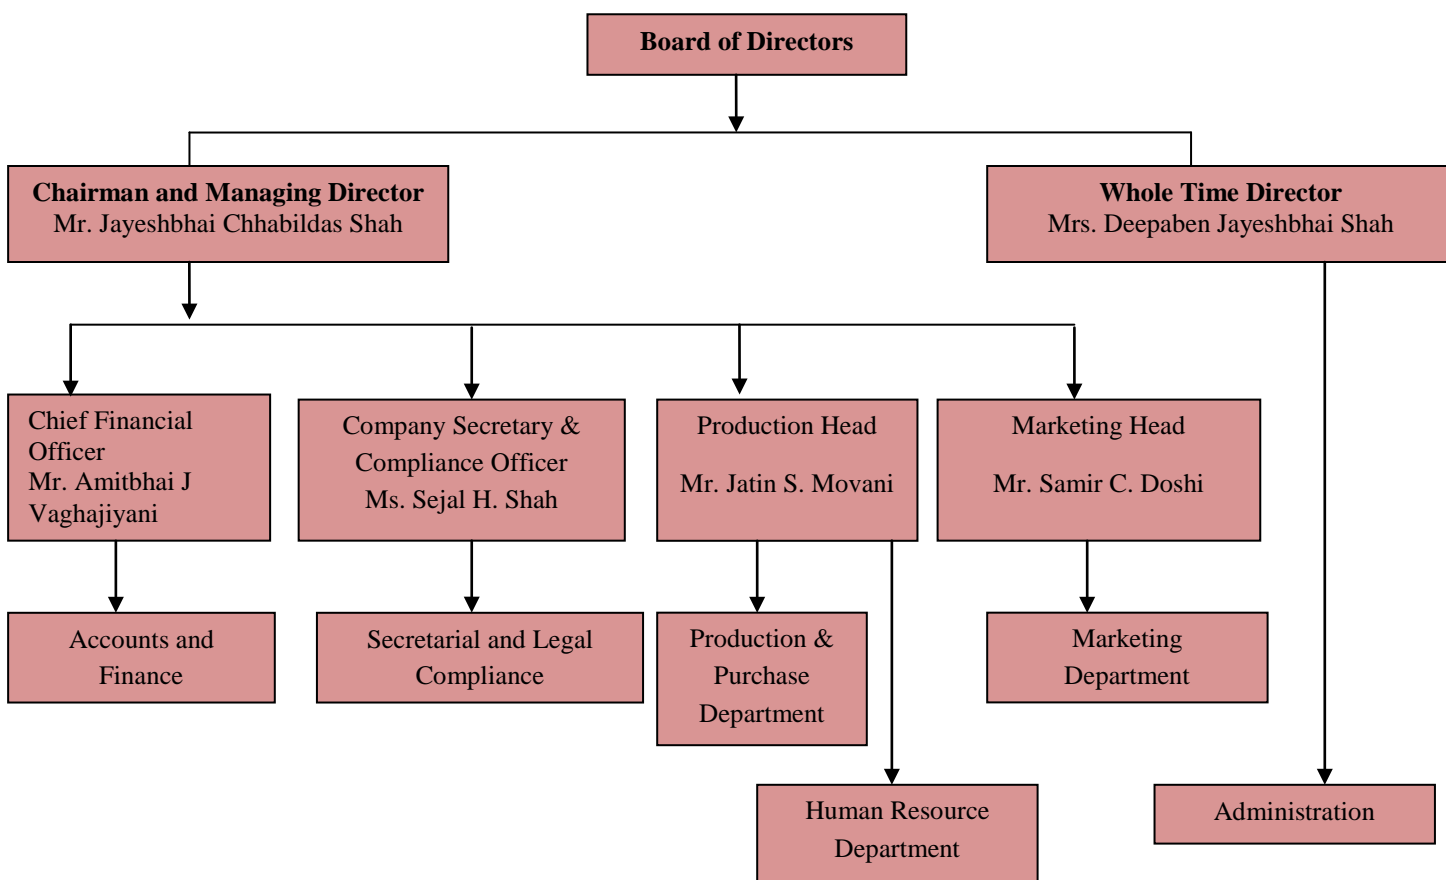 Board of Directors
Chairman and Managing Director
Mr. Jayeshbhai Chhabildas Shah
Whole Time Director
Mrs. Deepaben Jayeshbhai Shah
Chief Financial
Officer
Mr. Amitbhai J
Vaghajiyani
Company Secretary &
Compliance Officer
Ms. Sejal H. Shah
Production Head
Mr. Jatin S. Movani
Marketing Head
Mr. Samir C. Doshi
Accounts and
Finance
Secretarial and Legal
Compliance
Production &
Purchase
Department
Marketing
Department
Human Resource
Department
Administration